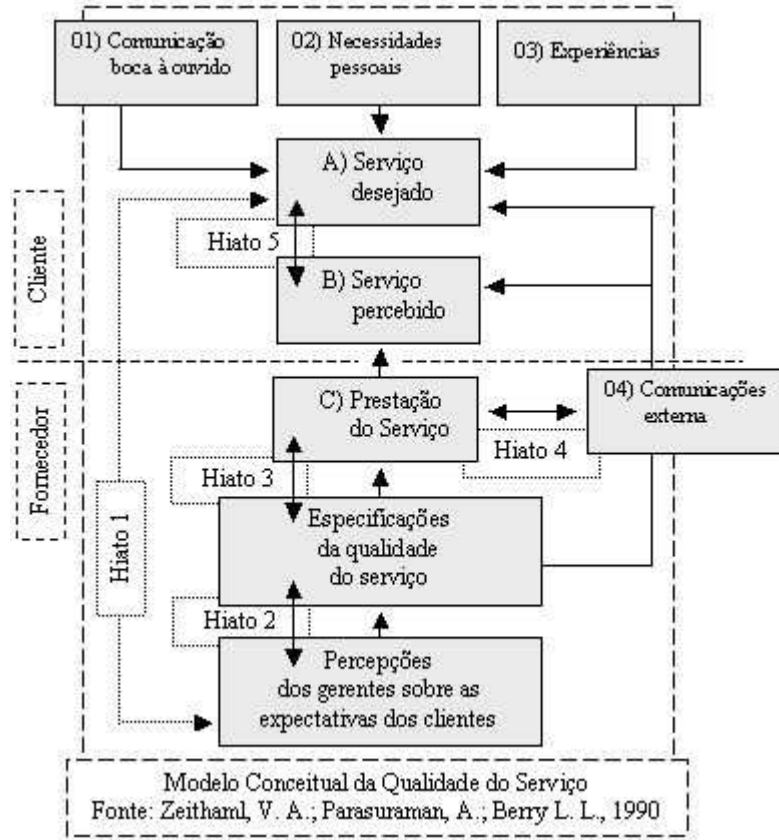 01) Comunicação
boca à ouvido
02) Necessidades
pessoais
03) Experiências
A) Serviço
desejado
Hiato 5
B) Serviço
percebido
Cliente
C) Prestação
do Serviço
04) Comunicações
externa
Hiato 4
Hiato 3
Fornecedor
Hiato 1
Especificações
da qualidade
do serviço
Hiato 2
Percepções
dos gerentes sobre as
expectativas dos clientes
Modelo Conceitual da Qualidade do Serviço
Fonte: Zeithaml, V. A.; Parasuraman, A.; Berry L. L., 1990